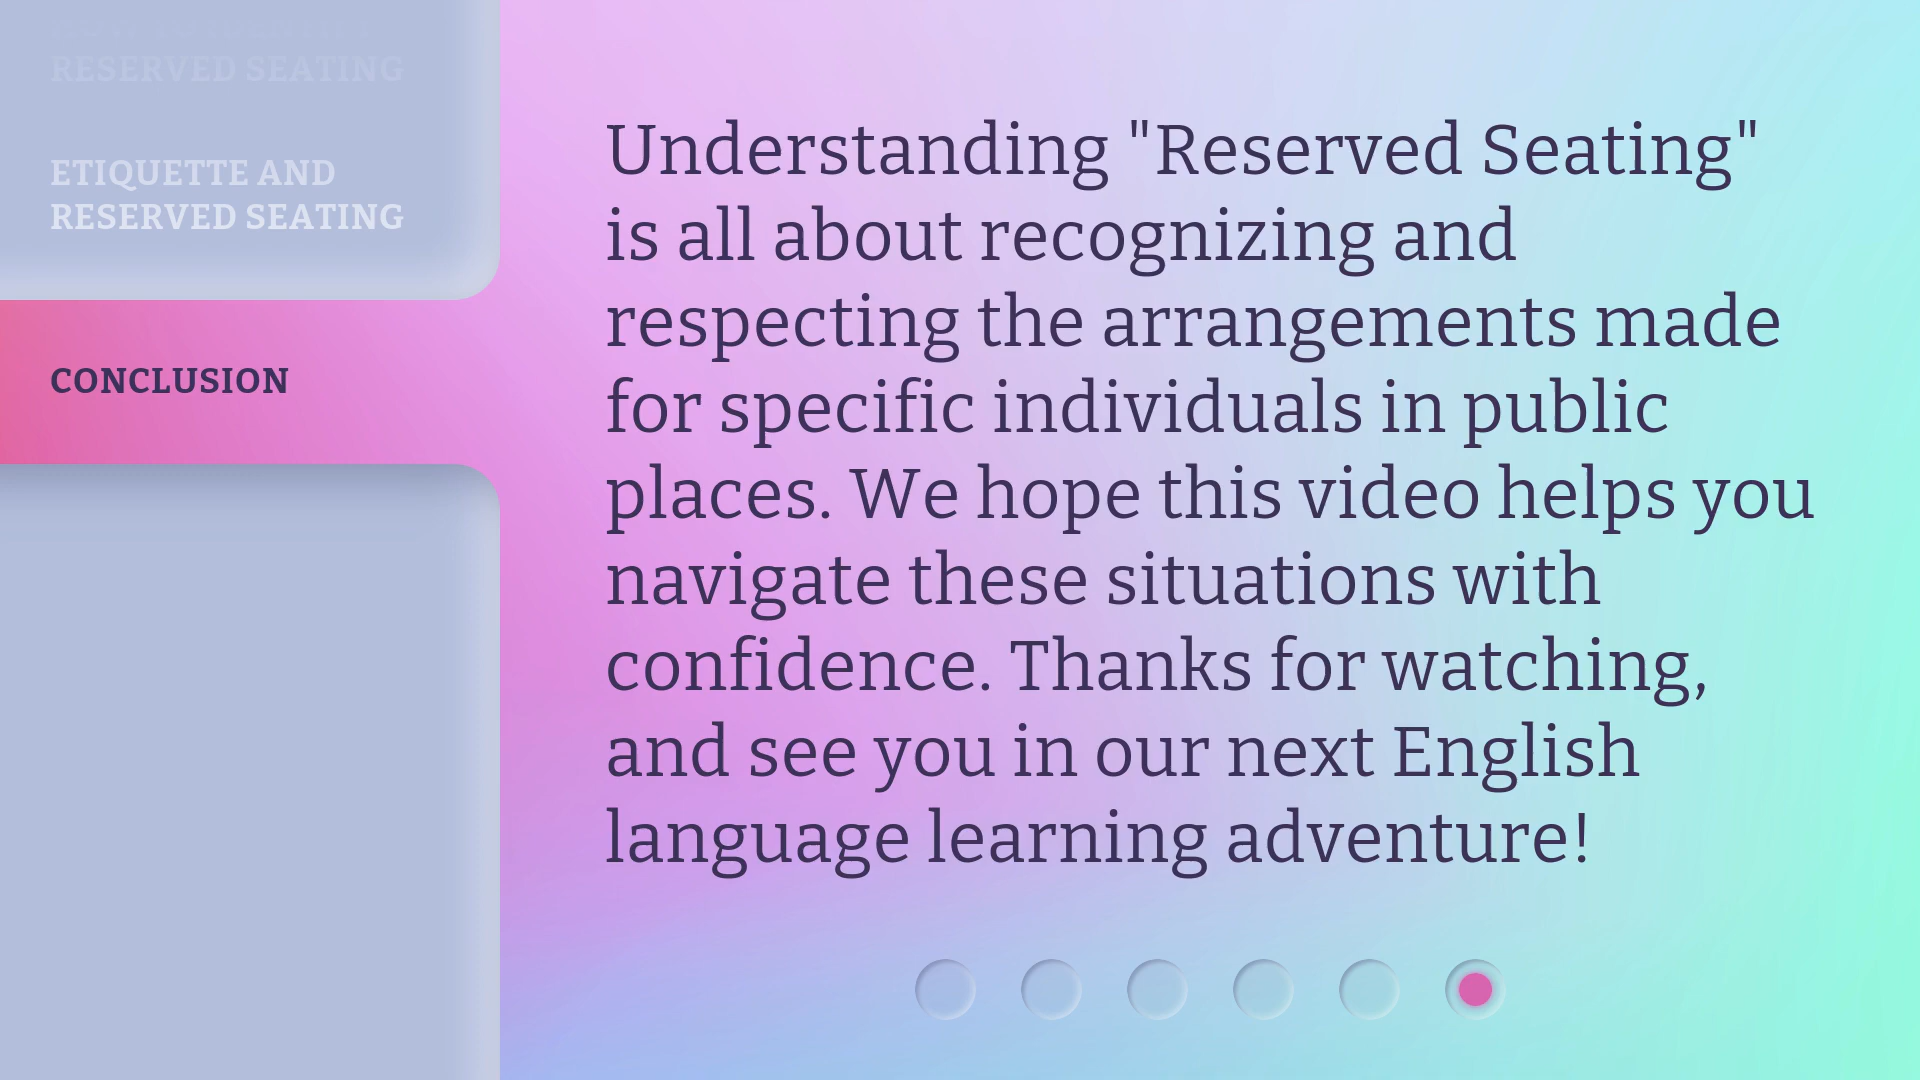 RESERVED SEATING
ETIQUETTE AND
RESERVED SEATING
CONCLUSION
Understanding "Reserved Seating"
is all about recognizing and
respecting the arrangements made
for specific individuals in public
places. We hope this video helps you
navigate these situations with
confidence. Thanks for watching,
and see you in our next English
language learning adventure!